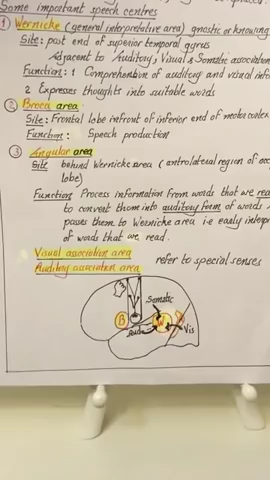 Some important speech centres
① Wernicke (general interpretative area) gnostic or knowing
Site: post end of superior temporal gyrus
Adjacent to Auditory, Visual & Somatic association
Function: 1 Comprehension of auditory and visual inf
2 Expresses thoughts into suitable words
② Broca area:
Site: Frontal lobe infront of inferior end of motor cortex
Function: Speech production
③ Angular area
Site behind Wernicke area (antrolateral region of occ
lobe)
Function Process information from words that we rea
to convert them into auditory form of words
passes them to Wernicke area i.e early interp
of words that we read.
Visual association area
Auditory association area
refer to special senses
Somatic
B
W
Vis